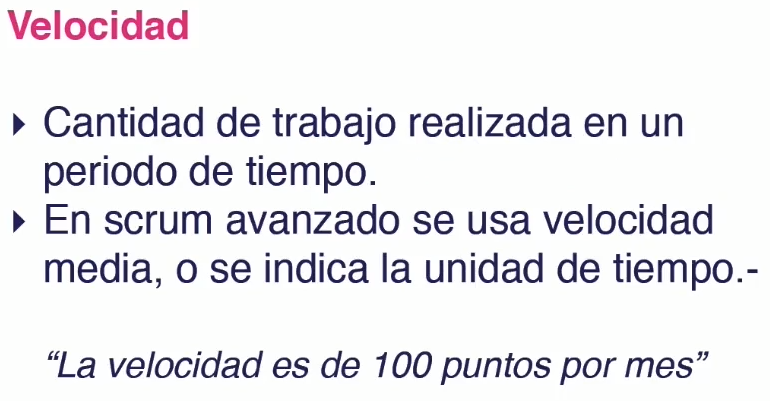 Velocidad
‣ Cantidad de trabajo realizada en un
periodo de tiempo.
‣ En scrum avanzado se usa velocidad
media, o se indica la unidad de tiempo.-
“La velocidad es de 100 puntos por mes”